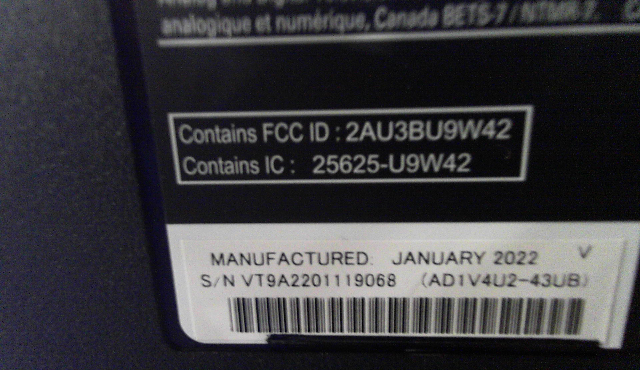 analogique et numérique, Canada BETS-7 / NTMR-7.
Contains FCC ID : 2AU3BU9W42
Contains IC : 25625-U9W42
MANUFACTURED: JANUARY 2022 V
S/N VT9A2201119068 (AD1V4U2-43UB)